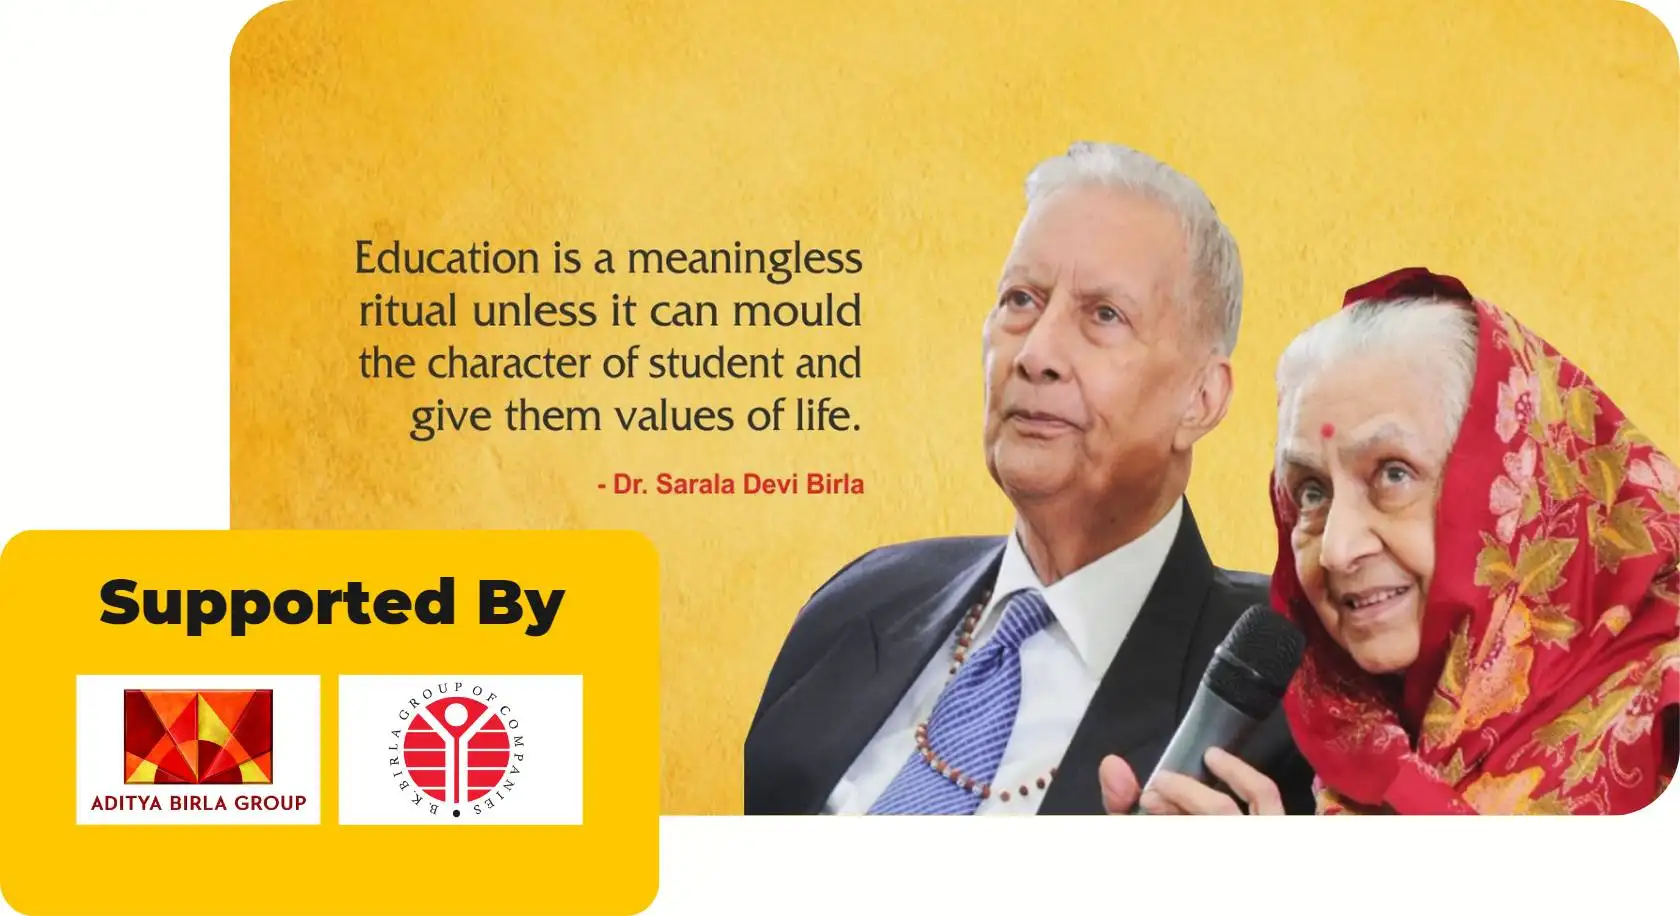 Education is a meaningless
ritual unless it can mould
the character of student and
give them values of life.
- Dr. Sarala Devi Birla
Supported By
ADITYA BIRLA GROUP
B.K.BIRLA GROUP OF COMPANIES